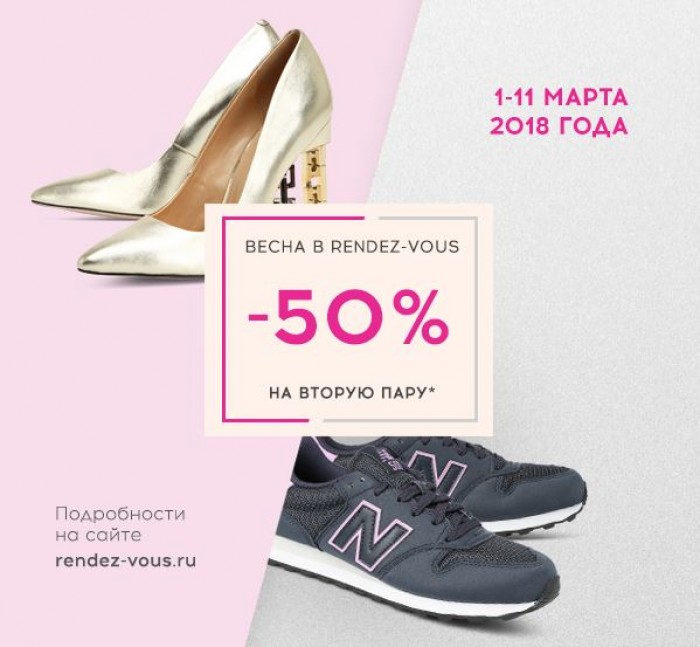 1-11 МАРТА
2018 ГОДА
ВЕСНА В RENDEZ-VOUS
-50%
НА ВТОРУЮ ПАРУ*
N
N
Подробности
на сайте
rendez-vous.ru